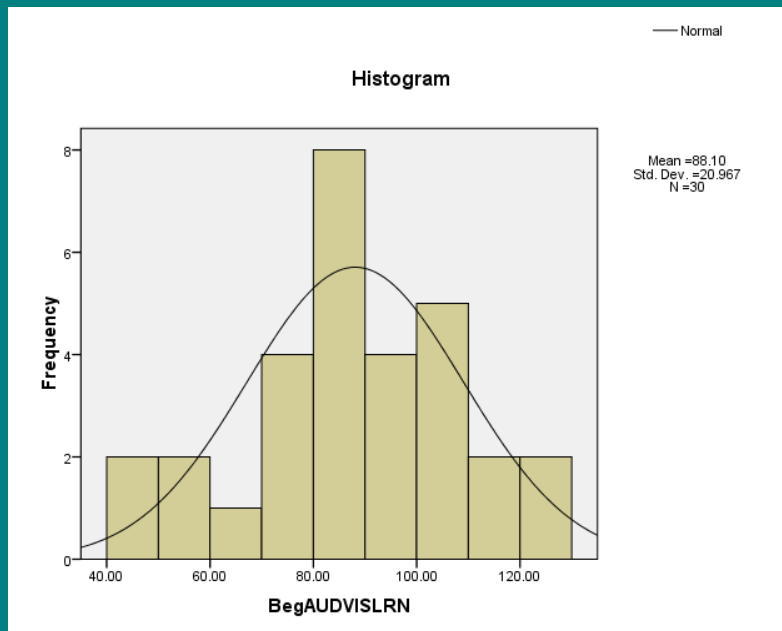 Normal
Histogram
Mean =88.10
Std. Dev. =20.967
N =30
8
6
4
2
0
Frequency
40.00 60.00 80.00 100.00 120.00
BegAUDVISLRN